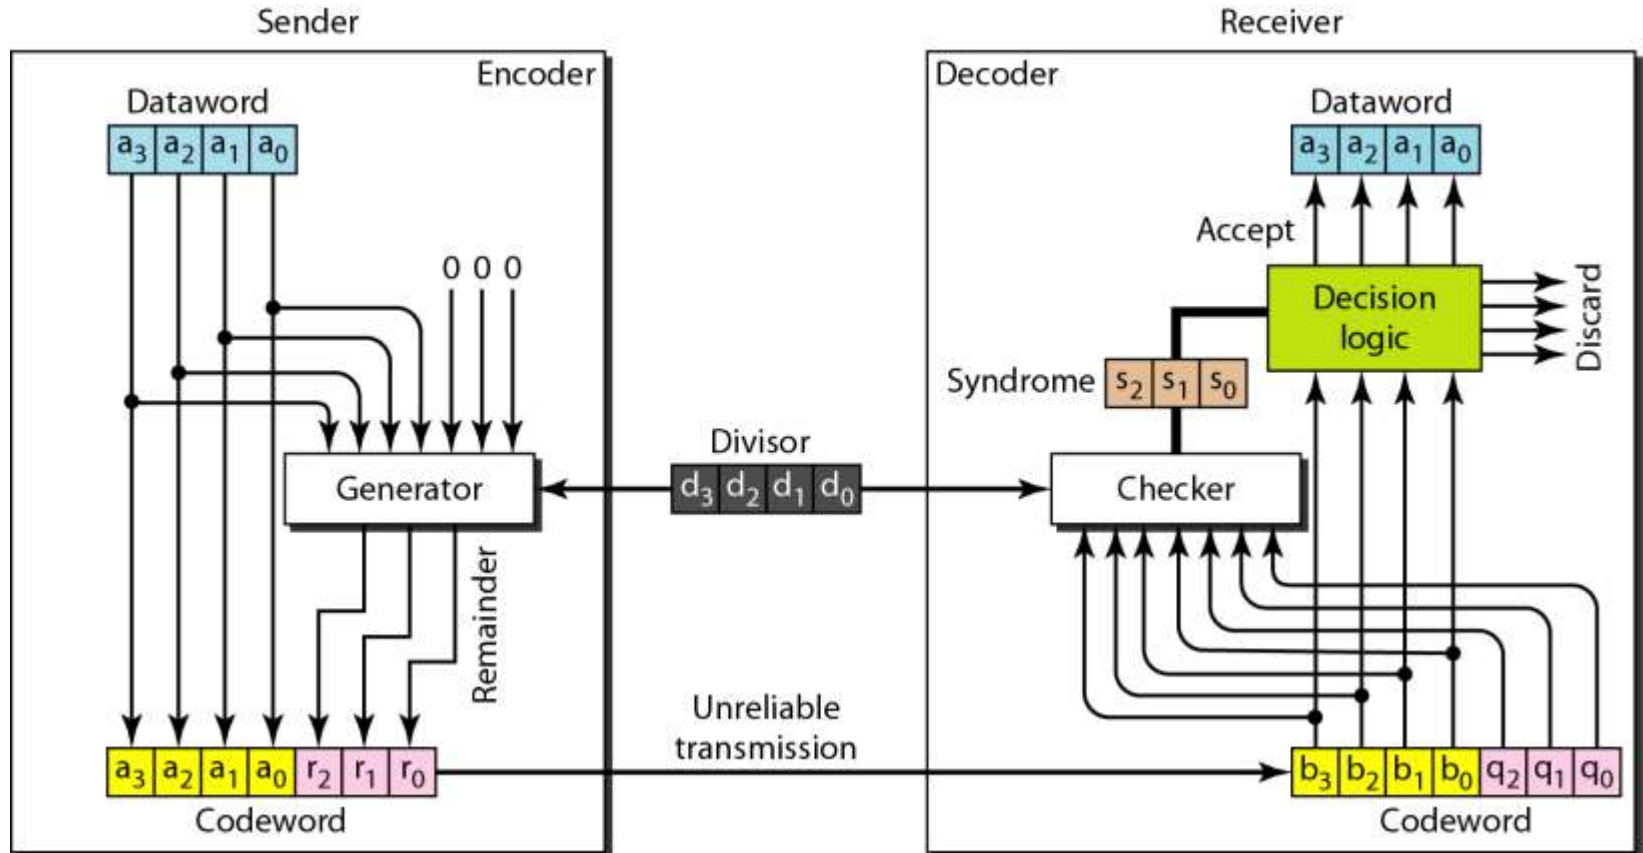 Sender
Receiver
Encoder
Decoder
Dataword
a3 a2 a1 a0
Dataword
a3 a2 a1 a0
Accept
0 0 0
Decision
logic
Discard
Syndrome
s2 s1 s0
Divisor
d3 d2 d1 d0
Generator
Checker
Remainder
Unreliable
transmission
a3 a2 a1 a0 r2 r1 r0
b3 b2 b1 b0 q2 q1 q0
Codeword
Codeword